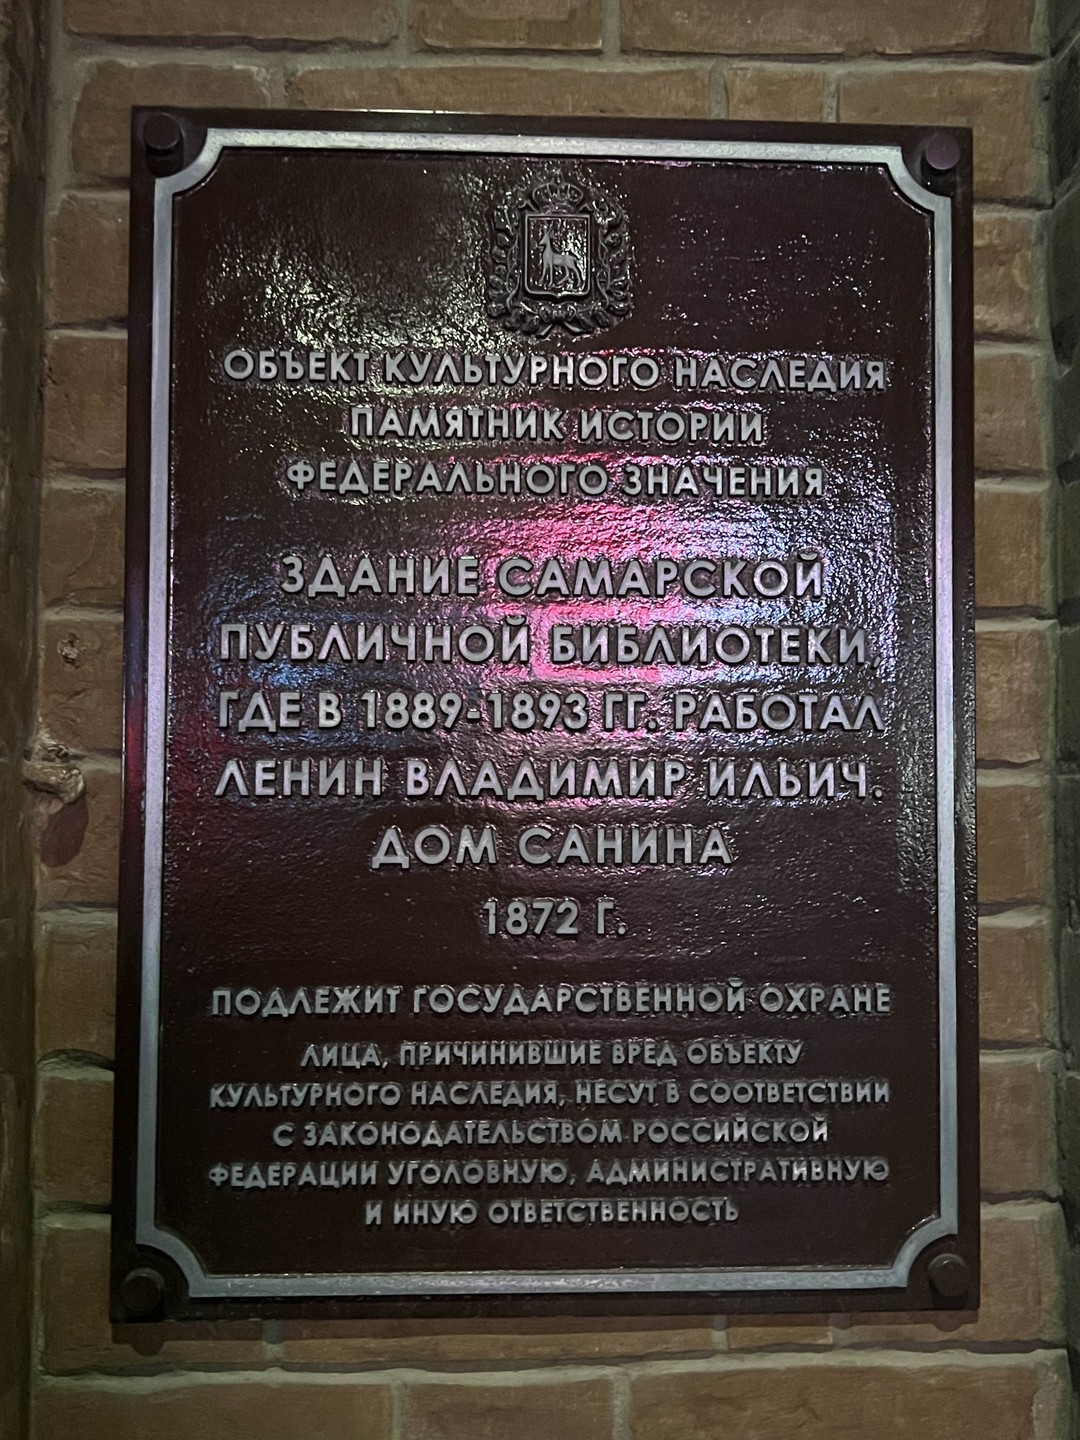 ОБЪЕКТ КУЛЬТУРНОГО НАСЛЕДИЯ
ПАМЯТНИК ИСТОРИИ
ФЕДЕРАЛЬНОГО ЗНАЧЕНИЯ
ЗДАНИЕ САМАРСКОЙ
ПУБЛИЧНОЙ БИБЛИОТЕКИ,
ГДЕ В 1889-1893 ГГ. РАБОТАЛ
ЛЕНИН ВЛАДИМИР ИЛЬИЧ.
ДОМ САНИНА
1872 Г.
ПОДЛЕЖИТ ГОСУДАРСТВЕННОЙ ОХРАНЕ
ЛИЦА, ПРИЧИНИВШИЕ ВРЕД ОБЪЕКТУ
КУЛЬТУРНОГО НАСЛЕДИЯ, НЕСУТ В СООТВЕТСТВИИ
С ЗАКОНОДАТЕЛЬСТВОМ РОССИЙСКОЙ
ФЕДЕРАЦИИ УГОЛОВНУЮ, АДМИНИСТРАТИВНУЮ
И ИНУЮ ОТВЕТСТВЕННОСТЬ